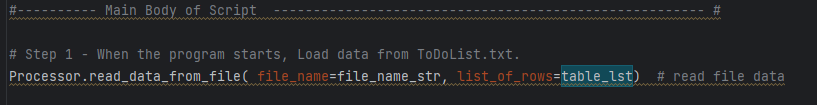 #---------- Main Body of Script  ------------------------------------------------------ #
# Step 1 - When the program starts, Load data from ToDoList.txt.
Processor.read_data_from_file( file_name=file_name_str, list_of_rows=table_lst)  # read file data